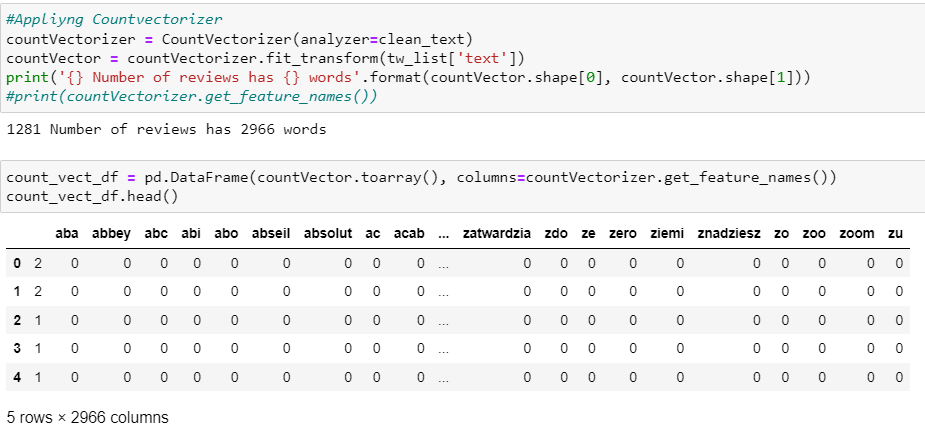 #Appliyng Countvectorizer
countVectorizer = CountVectorizer(analyzer=clean_text)
countVector = countVectorizer.fit_transform(tw_list['text'])
print('{} Number of reviews has {} words'.format(countVector.shape[0], countVector.shape[1]))
#print(countVectorizer.get_feature_names())
1281 Number of reviews has 2966 words
count_vect_df = pd.DataFrame(countVector.toarray(), columns=countVectorizer.get_feature_names())
count_vect_df.head()
aba abbey abc abi abo abseil absolut ac acab ... zatwardzia zdo ze zero ziemi znadziesz zo zoo zoom zu
0 2 0 0 0 0 0 0 0 0 0 ... 0 0 0 0 0 0 0 0 0 0
1 2 0 0 0 0 0 0 0 0 0 ... 0 0 0 0 0 0 0 0 0 0
2 1 0 0 0 0 0 0 0 0 0 ... 0 0 0 0 0 0 0 0 0 0
3 1 0 0 0 0 0 0 0 0 0 ... 0 0 0 0 0 0 0 0 0 0
4 1 0 0 0 0 0 0 0 0 0 ... 0 0 0 0 0 0 0 0 0 0
5 rows × 2966 columns